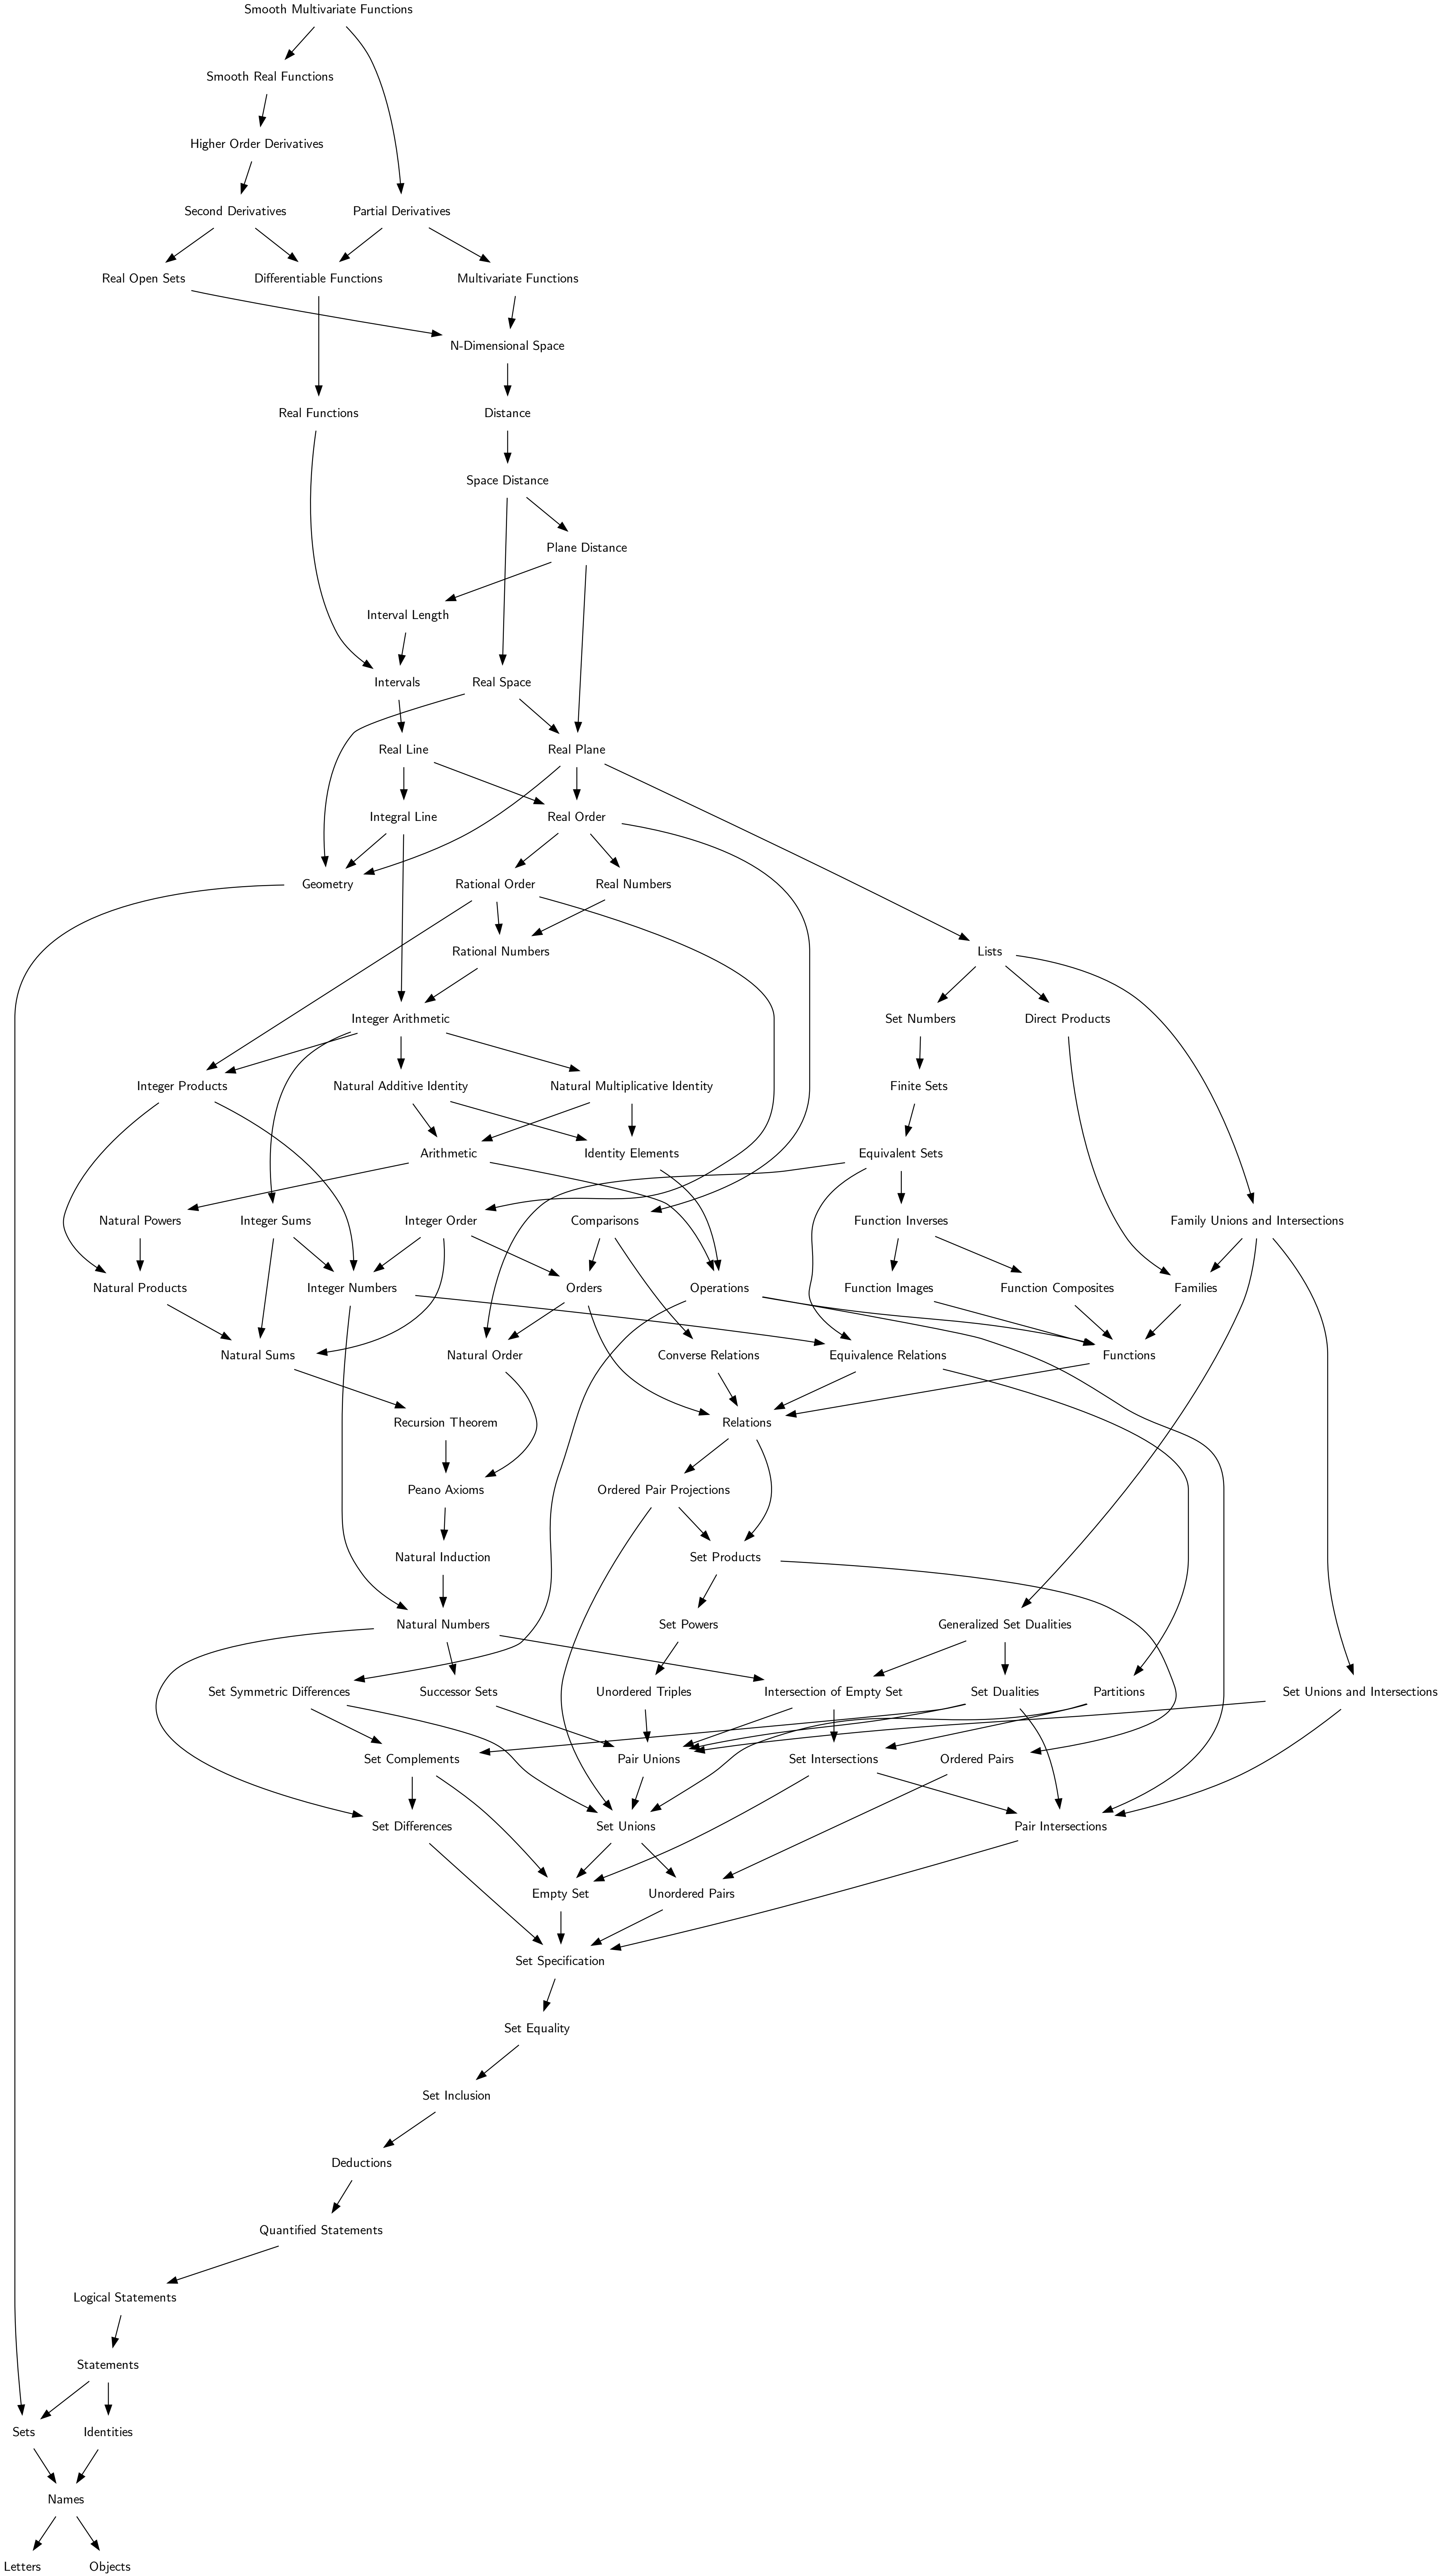 Smooth Multivariate Functions
Smooth Real Functions
Higher Order Derivatives
Second Derivatives
Partial Derivatives
Real Open Sets
Differentiable Functions
Multivariate Functions
N-Dimensional Space
Real Functions
Distance
Space Distance
Plane Distance
Interval Length
Intervals
Real Space
Real Line
Real Plane
Integral Line
Real Order
Geometry
Rational Order
Real Numbers
Rational Numbers
Lists
Integer Arithmetic
Set Numbers
Direct Products
Integer Products
Natural Additive Identity
Natural Multiplicative Identity
Finite Sets
Arithmetic
Identity Elements
Equivalent Sets
Natural Powers
Integer Sums
Integer Order
Comparisons
Function Inverses
Family Unions and Intersections
Natural Products
Integer Numbers
Orders
Operations
Function Images
Function Composites
Families
Natural Sums
Natural Order
Converse Relations
Equivalence Relations
Functions
Recursion Theorem
Relations
Peano Axioms
Ordered Pair Projections
Natural Induction
Set Products
Natural Numbers
Set Powers
Generalized Set Dualities
Set Symmetric Differences
Successor Sets
Unordered Triples
Intersection of Empty Set
Set Dualities
Partitions
Set Unions and Intersections
Set Complements
Pair Unions
Set Intersections
Ordered Pairs
Set Differences
Set Unions
Pair Intersections
Empty Set
Unordered Pairs
Set Specification
Set Equality
Set Inclusion
Deductions
Quantified Statements
Logical Statements
Statements
Sets
Identities
Names
Letters
Objects